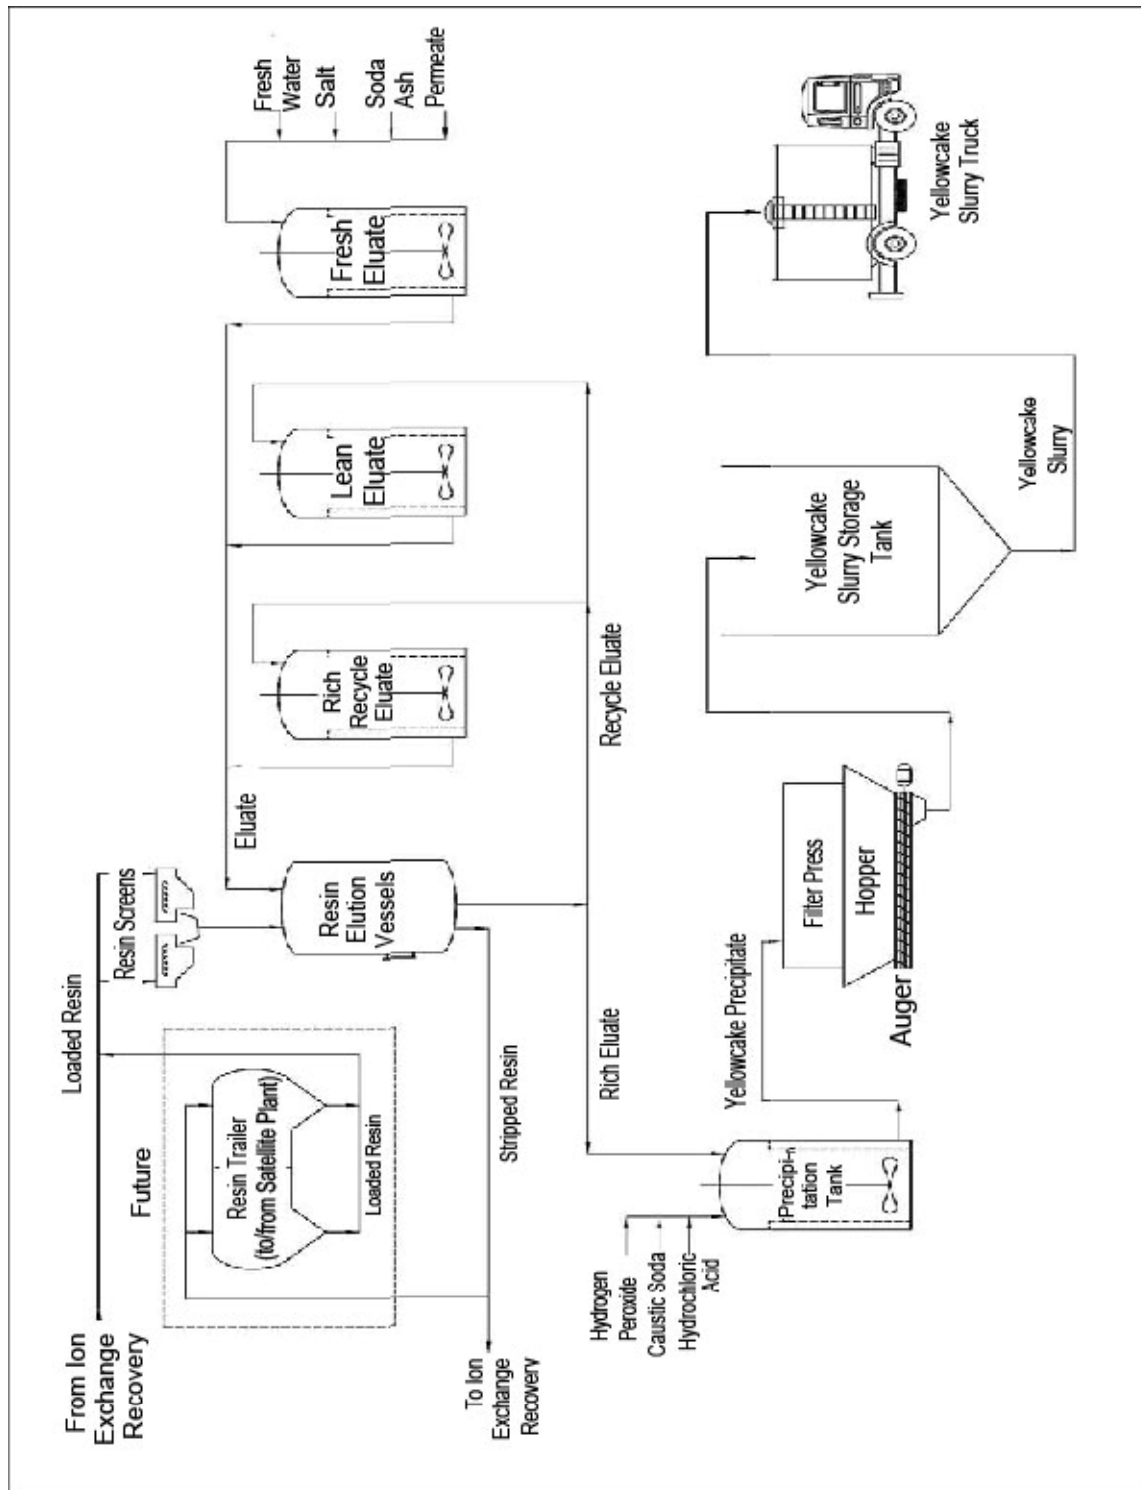 From Ion
Exchange
Recovery
Loaded Resin
Resin Screens
Future
Resin Trailer
(to/from Satellite Plant)
Loaded Resin
Eluate
Resin
Elution
Vessels
Rich
Recycle
Eluate
Lean
Eluate
Fresh
Eluate
Fresh
Water
Salt
Soda
Ash
Permeate
To Ion
Exchange
Recovery
Stripped Resin
Rich Eluate
Recycle Eluate
Hydrogen
Peroxide
Caustic Soda
Hydrochloric
Acid
Precipi-
tation
Tank
Yellowcake Precipitate
Filter Press
Hopper
Auger
Yellowcake
Slurry Storage
Tank
Yellowcake
Slurry
Yellowcake
Slurry Truck